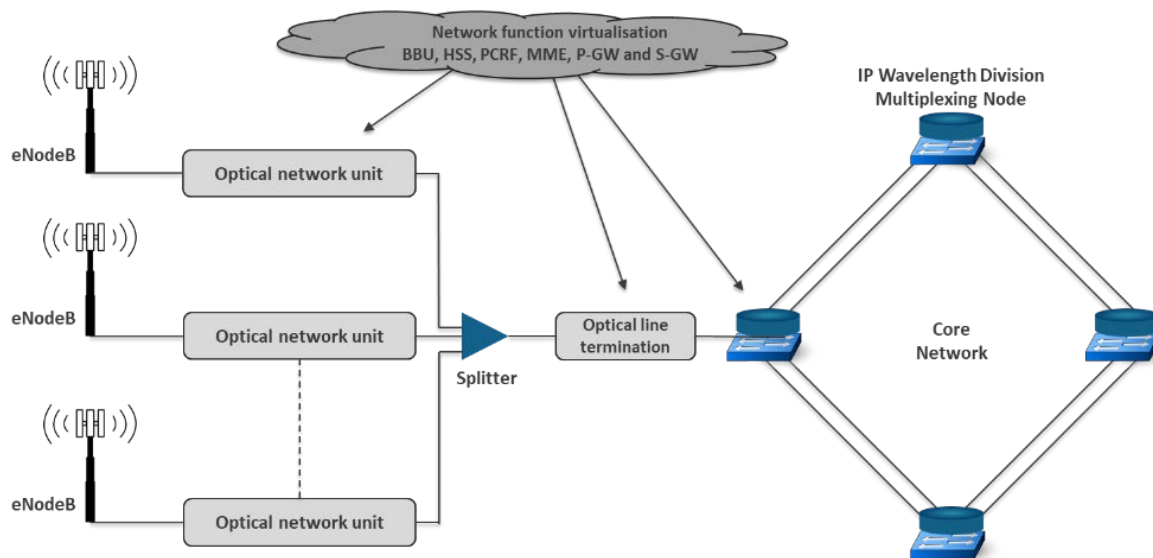 Network function virtualisation
BBU, HSS, PCRF, MME, P-GW and S-GW
IP Wavelength Division
Multiplexing Node
eNodeB
Optical network unit
eNodeB
Optical network unit
Splitter
Optical line
termination
Core
Network
eNodeB
Optical network unit